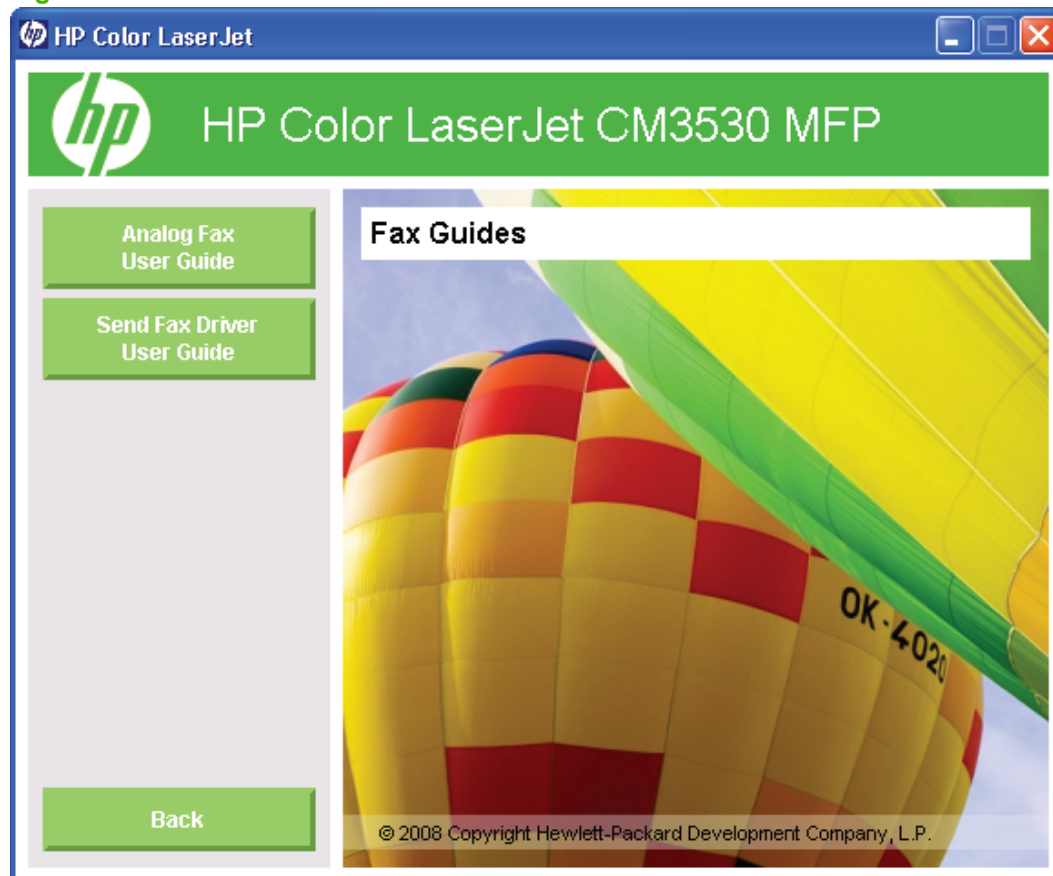 HP Color LaserJet
hp
HP Color LaserJet CM3530 MFP
Analog Fax
User Guide
Send Fax Driver
User Guide
Back
Fax Guides
OK-4020
© 2008 Copyright Hewlett-Packard Development Company, L.P.